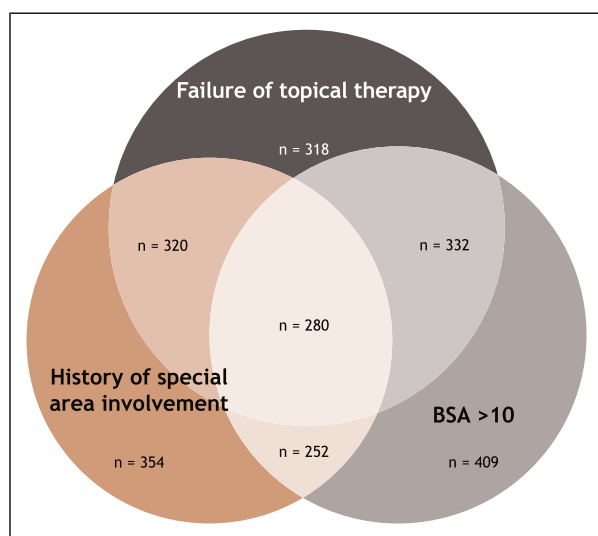 Failure of topical therapy
n = 318
n = 320
n = 332
n = 280
History of special
area involvement
BSA >10
n = 252
n = 354
n = 409